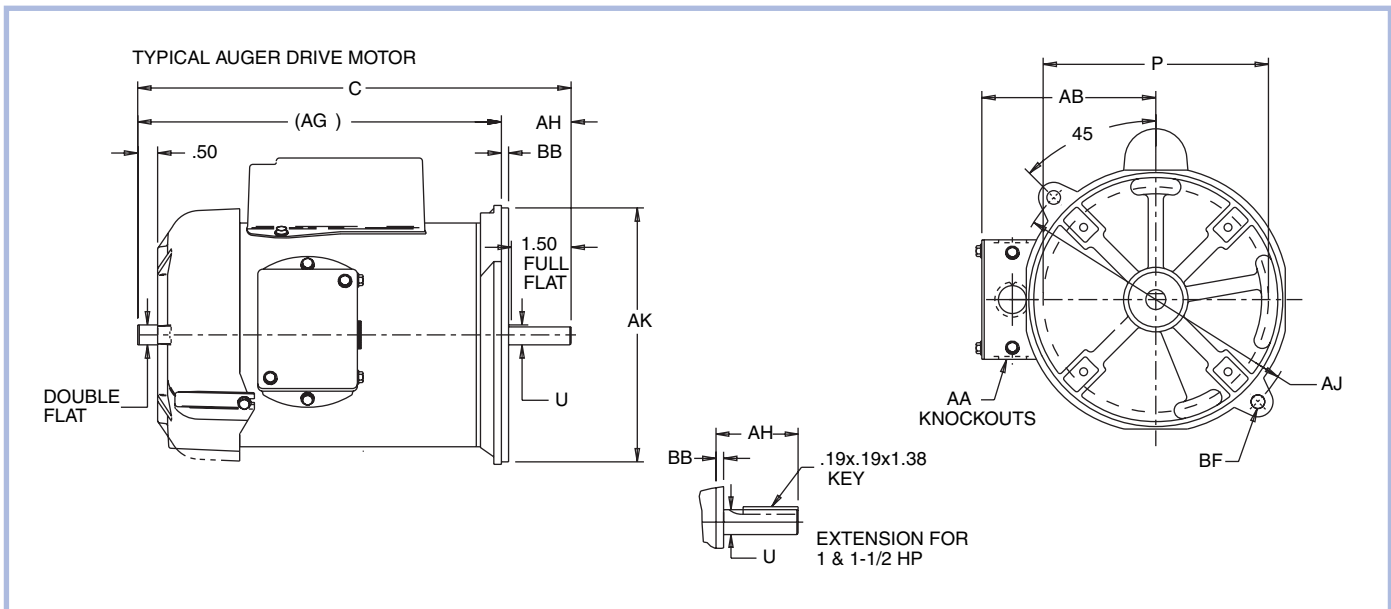 TYPICAL AUGER DRIVE MOTOR
C
(AG )
AH
.50
BB
1.50
FULL
FLAT
AK
DOUBLE
FLAT
U
AH
BB
.19x.19x1.38
KEY
U
EXTENSION FOR
1 & 1-1/2 HP
P
AB
45
AJ
AA
KNOCKOUTS
BF